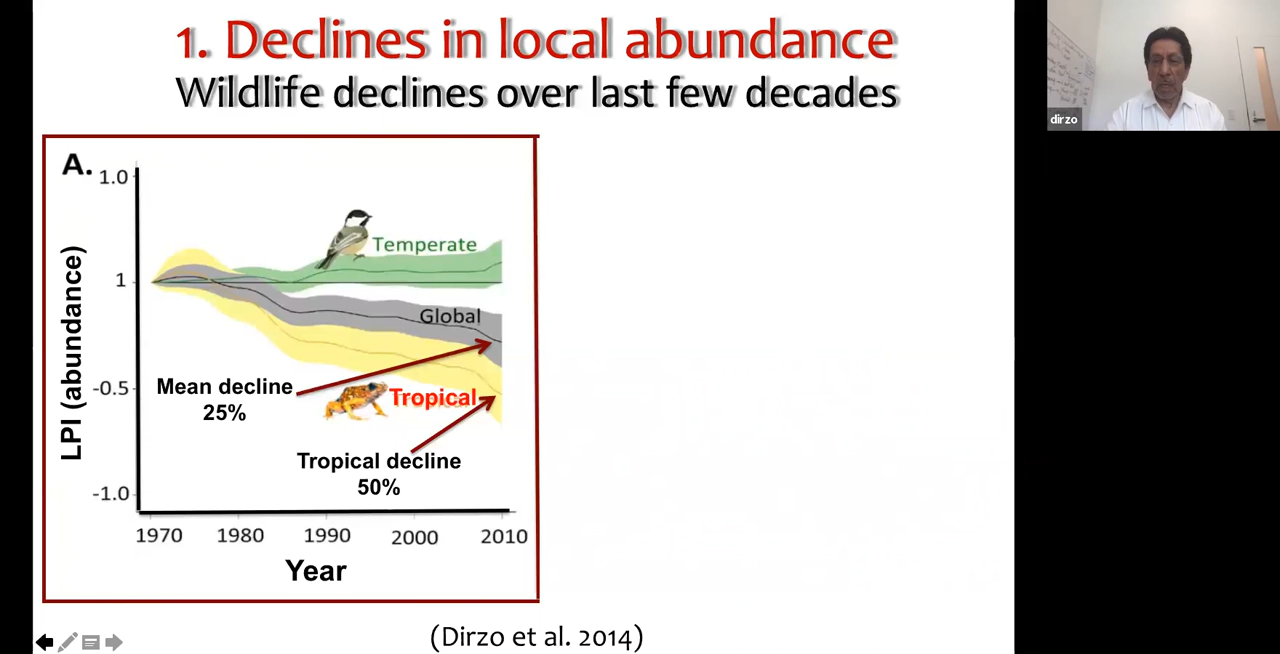 1. Declines in local abundance
Wildlife declines over last few decades
A.
LPI (abundance)
1.0
1
-0.5
-1.0
Temperate
Global
Mean decline
25%
Tropical
Tropical decline
50%
1970 1980 1990 2000 2010
Year
(Dirzo et al. 2014)
dirzo